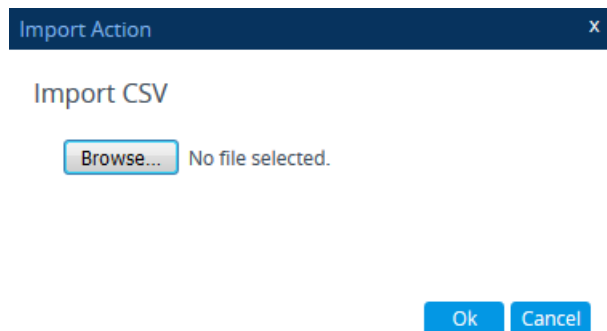 Import Action x
Import CSV
Browse... No file selected.
Ok Cancel